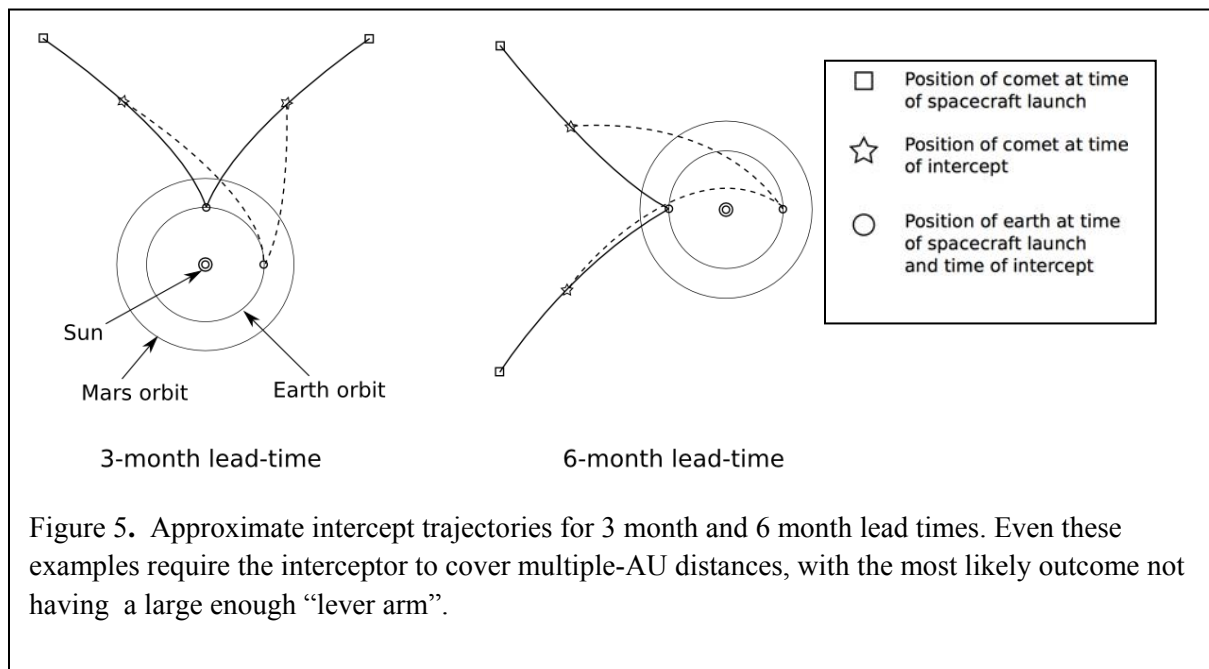 Position of comet at time
of spacecraft launch
Position of comet at time
of intercept
Position of earth at time
of spacecraft launch
and time of intercept
Sun
Mars orbit
Earth orbit
3-month lead-time
6-month lead-time
Figure 5. Approximate intercept trajectories for 3 month and 6 month lead times. Even these
examples require the interceptor to cover multiple-AU distances, with the most likely outcome not
having a large enough “lever arm”.